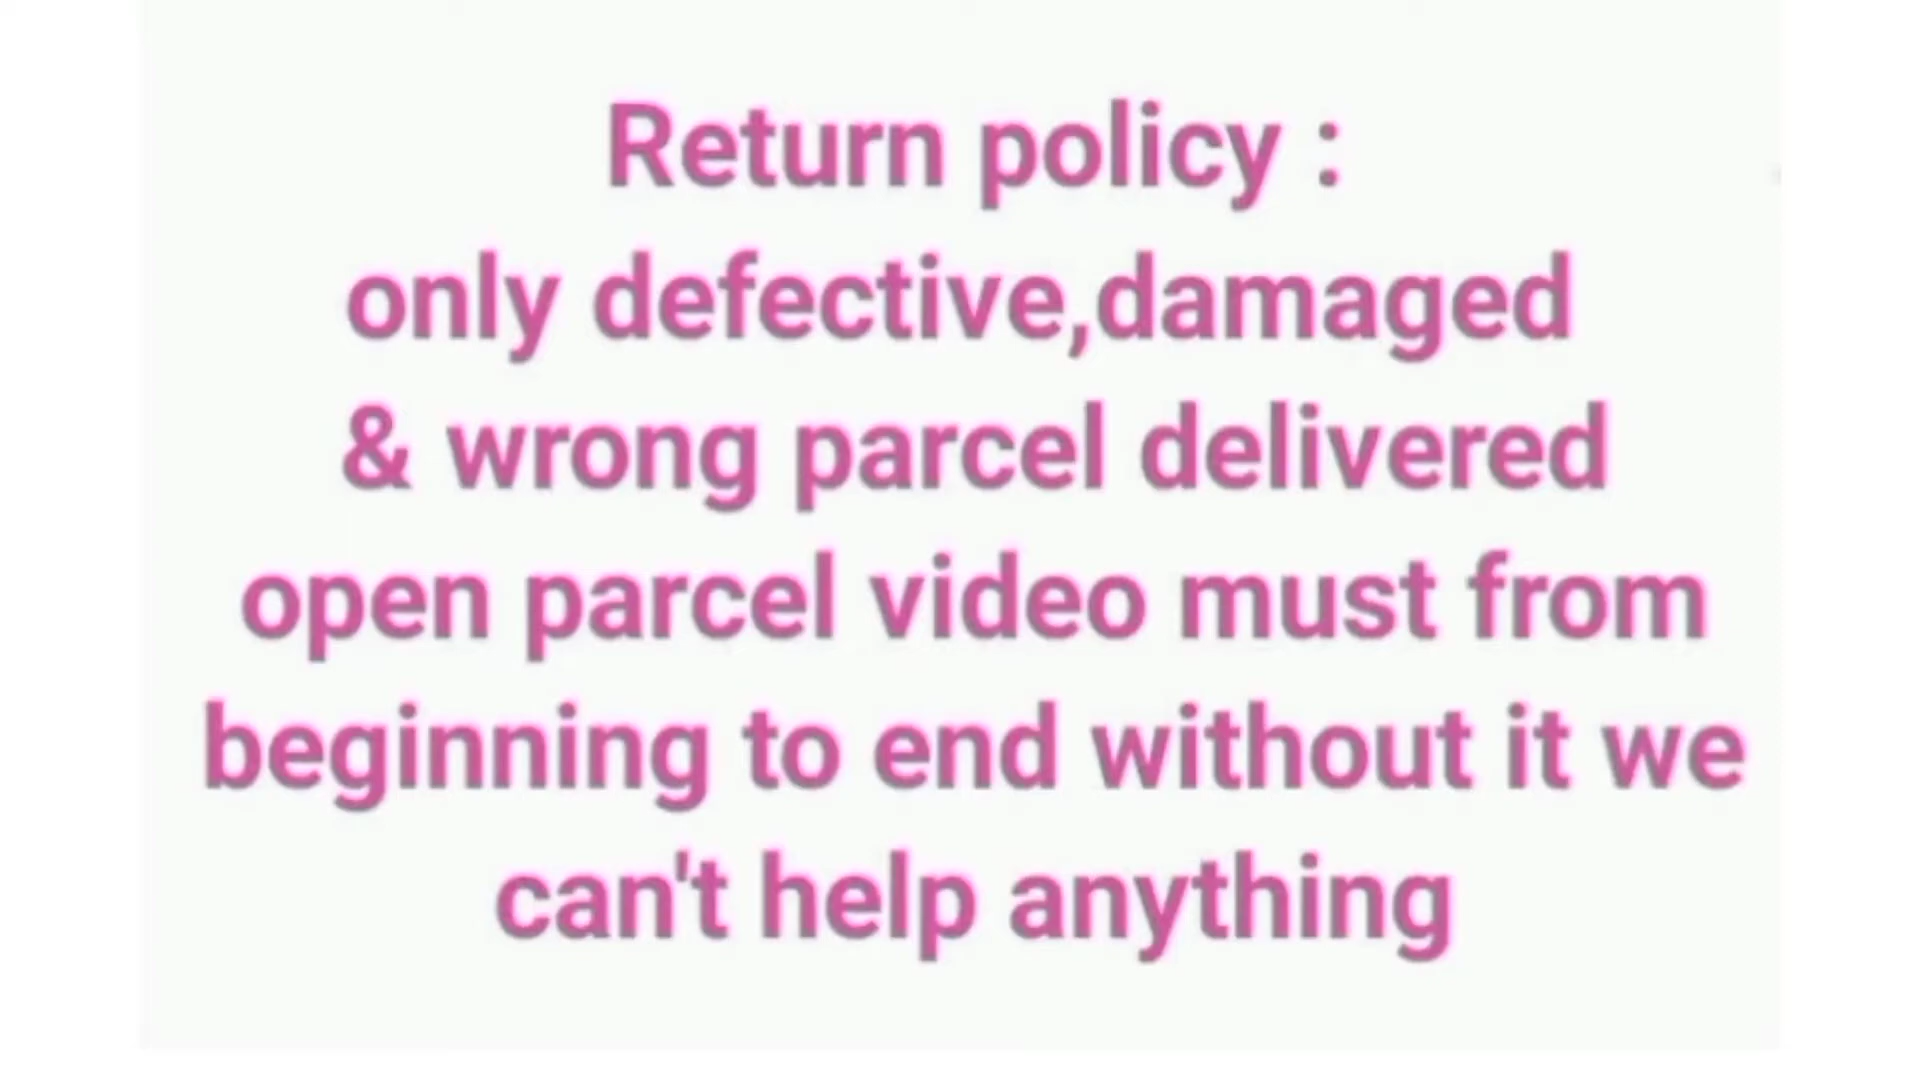 Return policy :
only defective,damaged
& wrong parcel delivered
open parcel video must from
beginning to end without it we
can't help anything